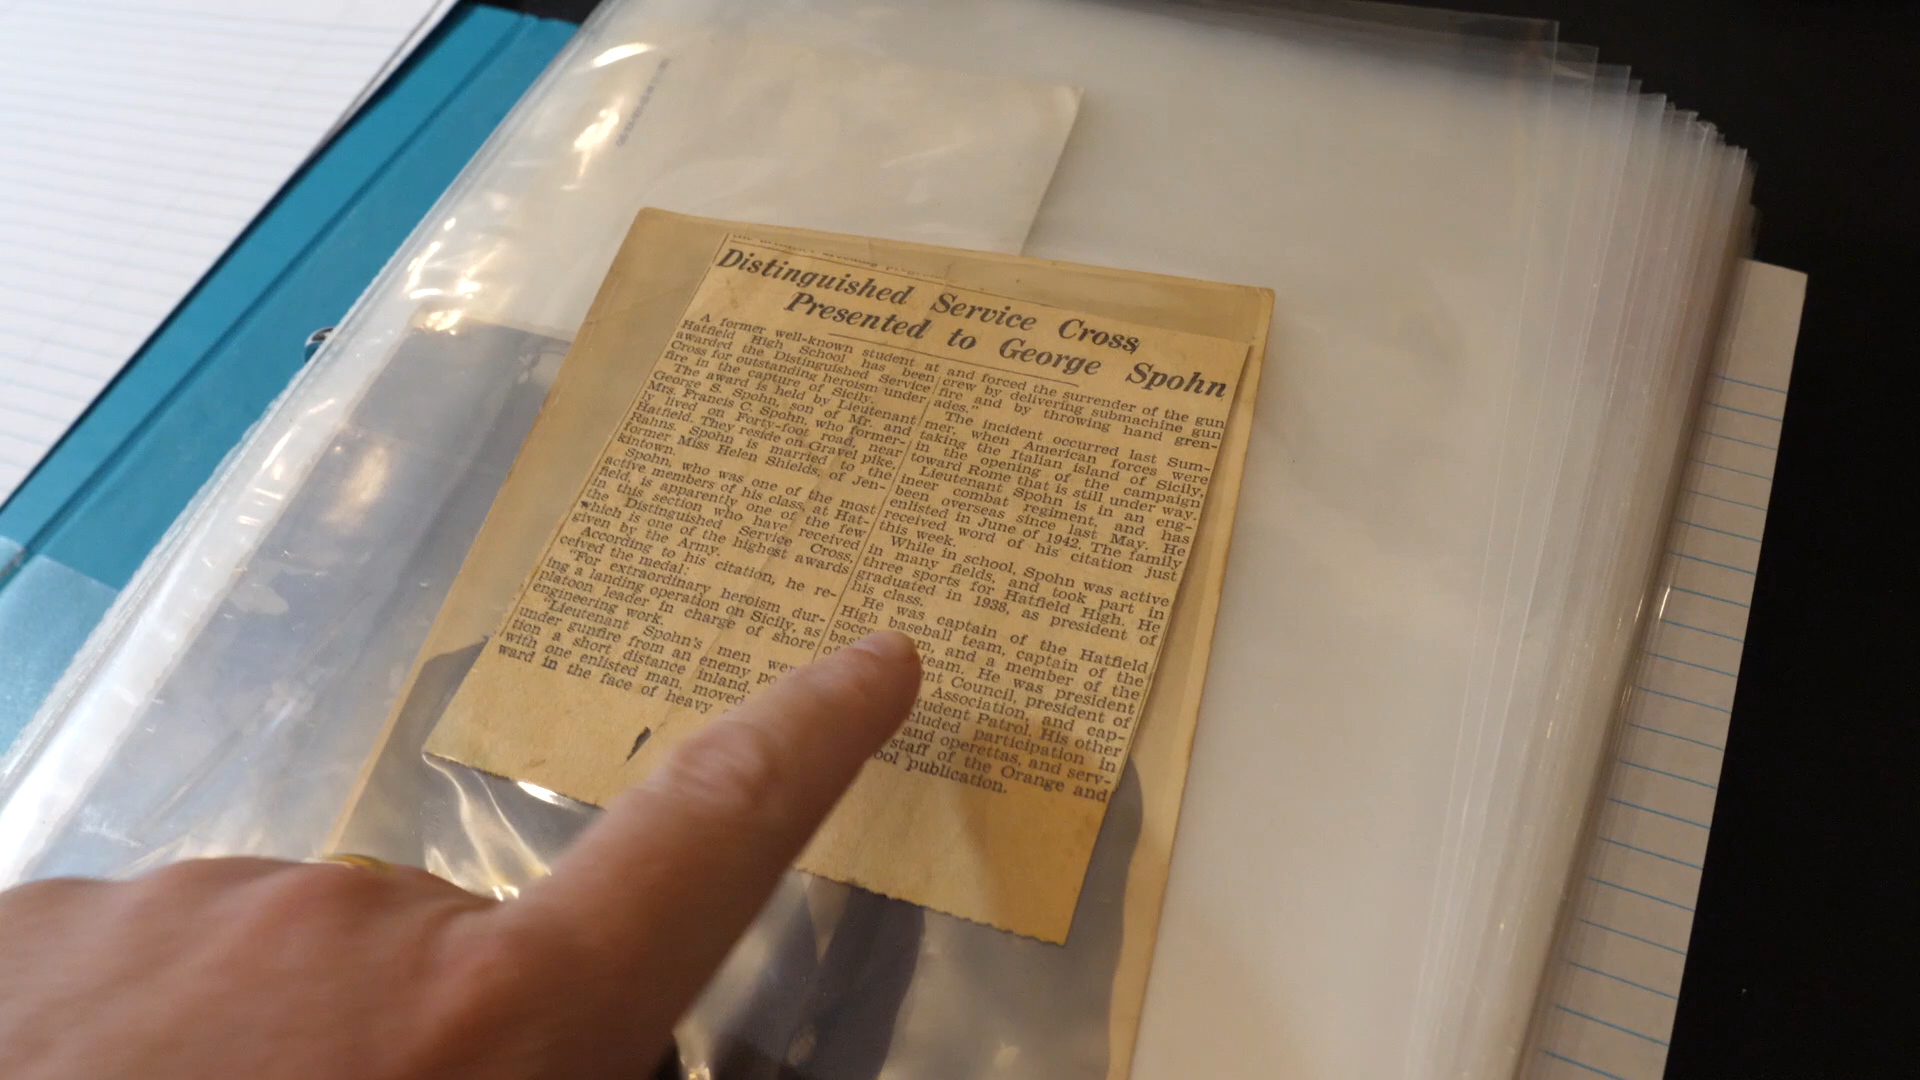 Distinguished Service Cross
Presented to George Spohn
A former well-known student at
Hatfield High School has been
awarded the Distinguished Service
Cross for outstanding heroism under
fire in the capture of Sicily.
The award is held by Lieutenant
George S. Spohn, son of Mr. and
Mrs. Francis C. Spohn, who former-
ly lived on Forty-foot road, near
Hatfield. They reside on Gravel pike,
Rahns. Spohn is married to the
former Miss Helen Shields, of Jen-
kintown.
Spohn, who was one of the most
active members of his class, at Hat-
field, is apparently one of the few
in this section who have received
the Distinguished Service Cross,
which is one of the highest awards
given by the Army.
According to his citation, he re-
ceived the medal:
"For extraordinary heroism dur-
ing a landing operation on Sicily, as
platoon leader in charge of shore
engineering work.
"Lieutenant Spohn's men
under gunfire from an enemy
tion a short distance inland.
with one enlisted man, moved
ward in the face of heavy
and forced the surrender of the gun
crew by delivering submachine gun
fire and by throwing hand gren-
ades."
The incident occurred last Sum-
mer, when American forces were
taking the Italian island of Sicily,
in the opening of the campaign
toward Rome that is still under way.
Lieutenant Spohn is in an eng-
ineer combat regiment, and has
been overseas since last May. He
enlisted in June of 1942. The family
received word of his citation just
this week.
While in school, Spohn was active
in many fields, and took part in
three sports for Hatfield High. He
graduated in 1938, as president of
his class.
He was captain of the Hatfield
High baseball team, captain of the
and a member of the
team. He was president
Council, president of
Association, and cap-
Patrol. His other
participation in
and operettas, and serv-
staff of the Orange and
publication.